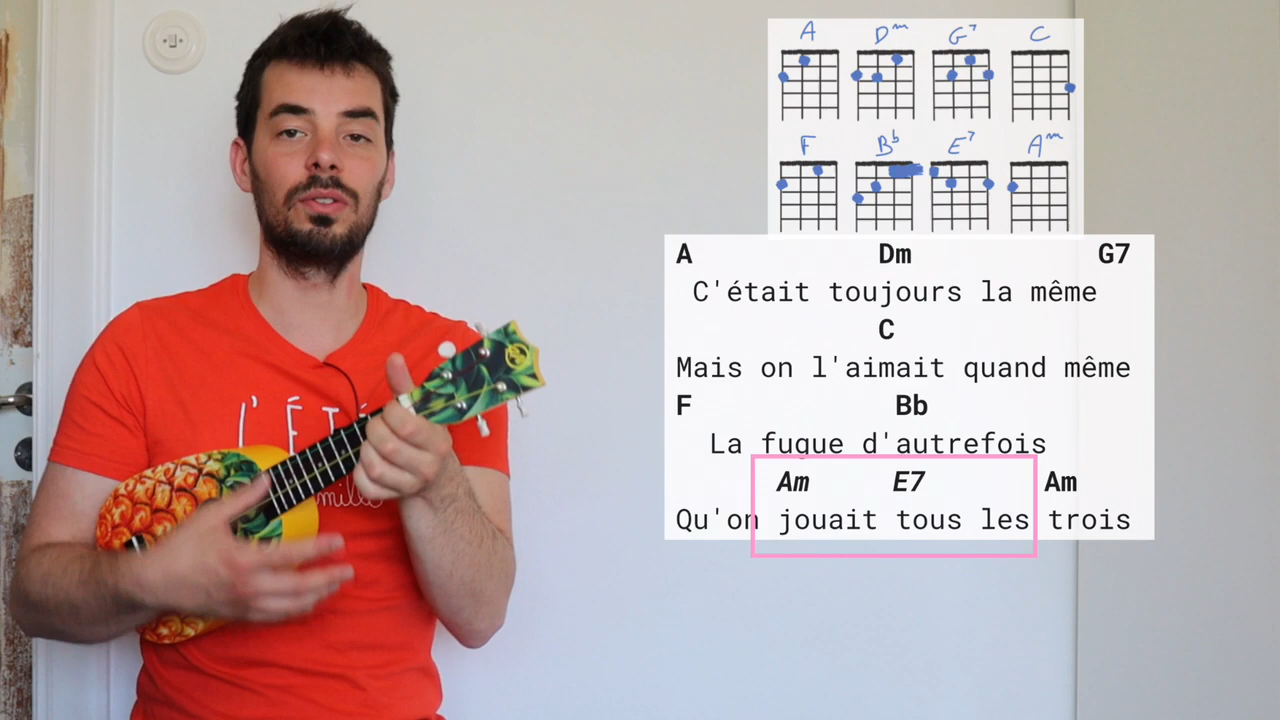 A Dm G7 C
F Bb E7 Am
A Dm G7
C'était toujours la même
C
Mais on l'aimait quand même
F Bb
La fugue d'autrefois
Am E7 Am
Qu'on jouait tous les trois
L'ÉTÉ